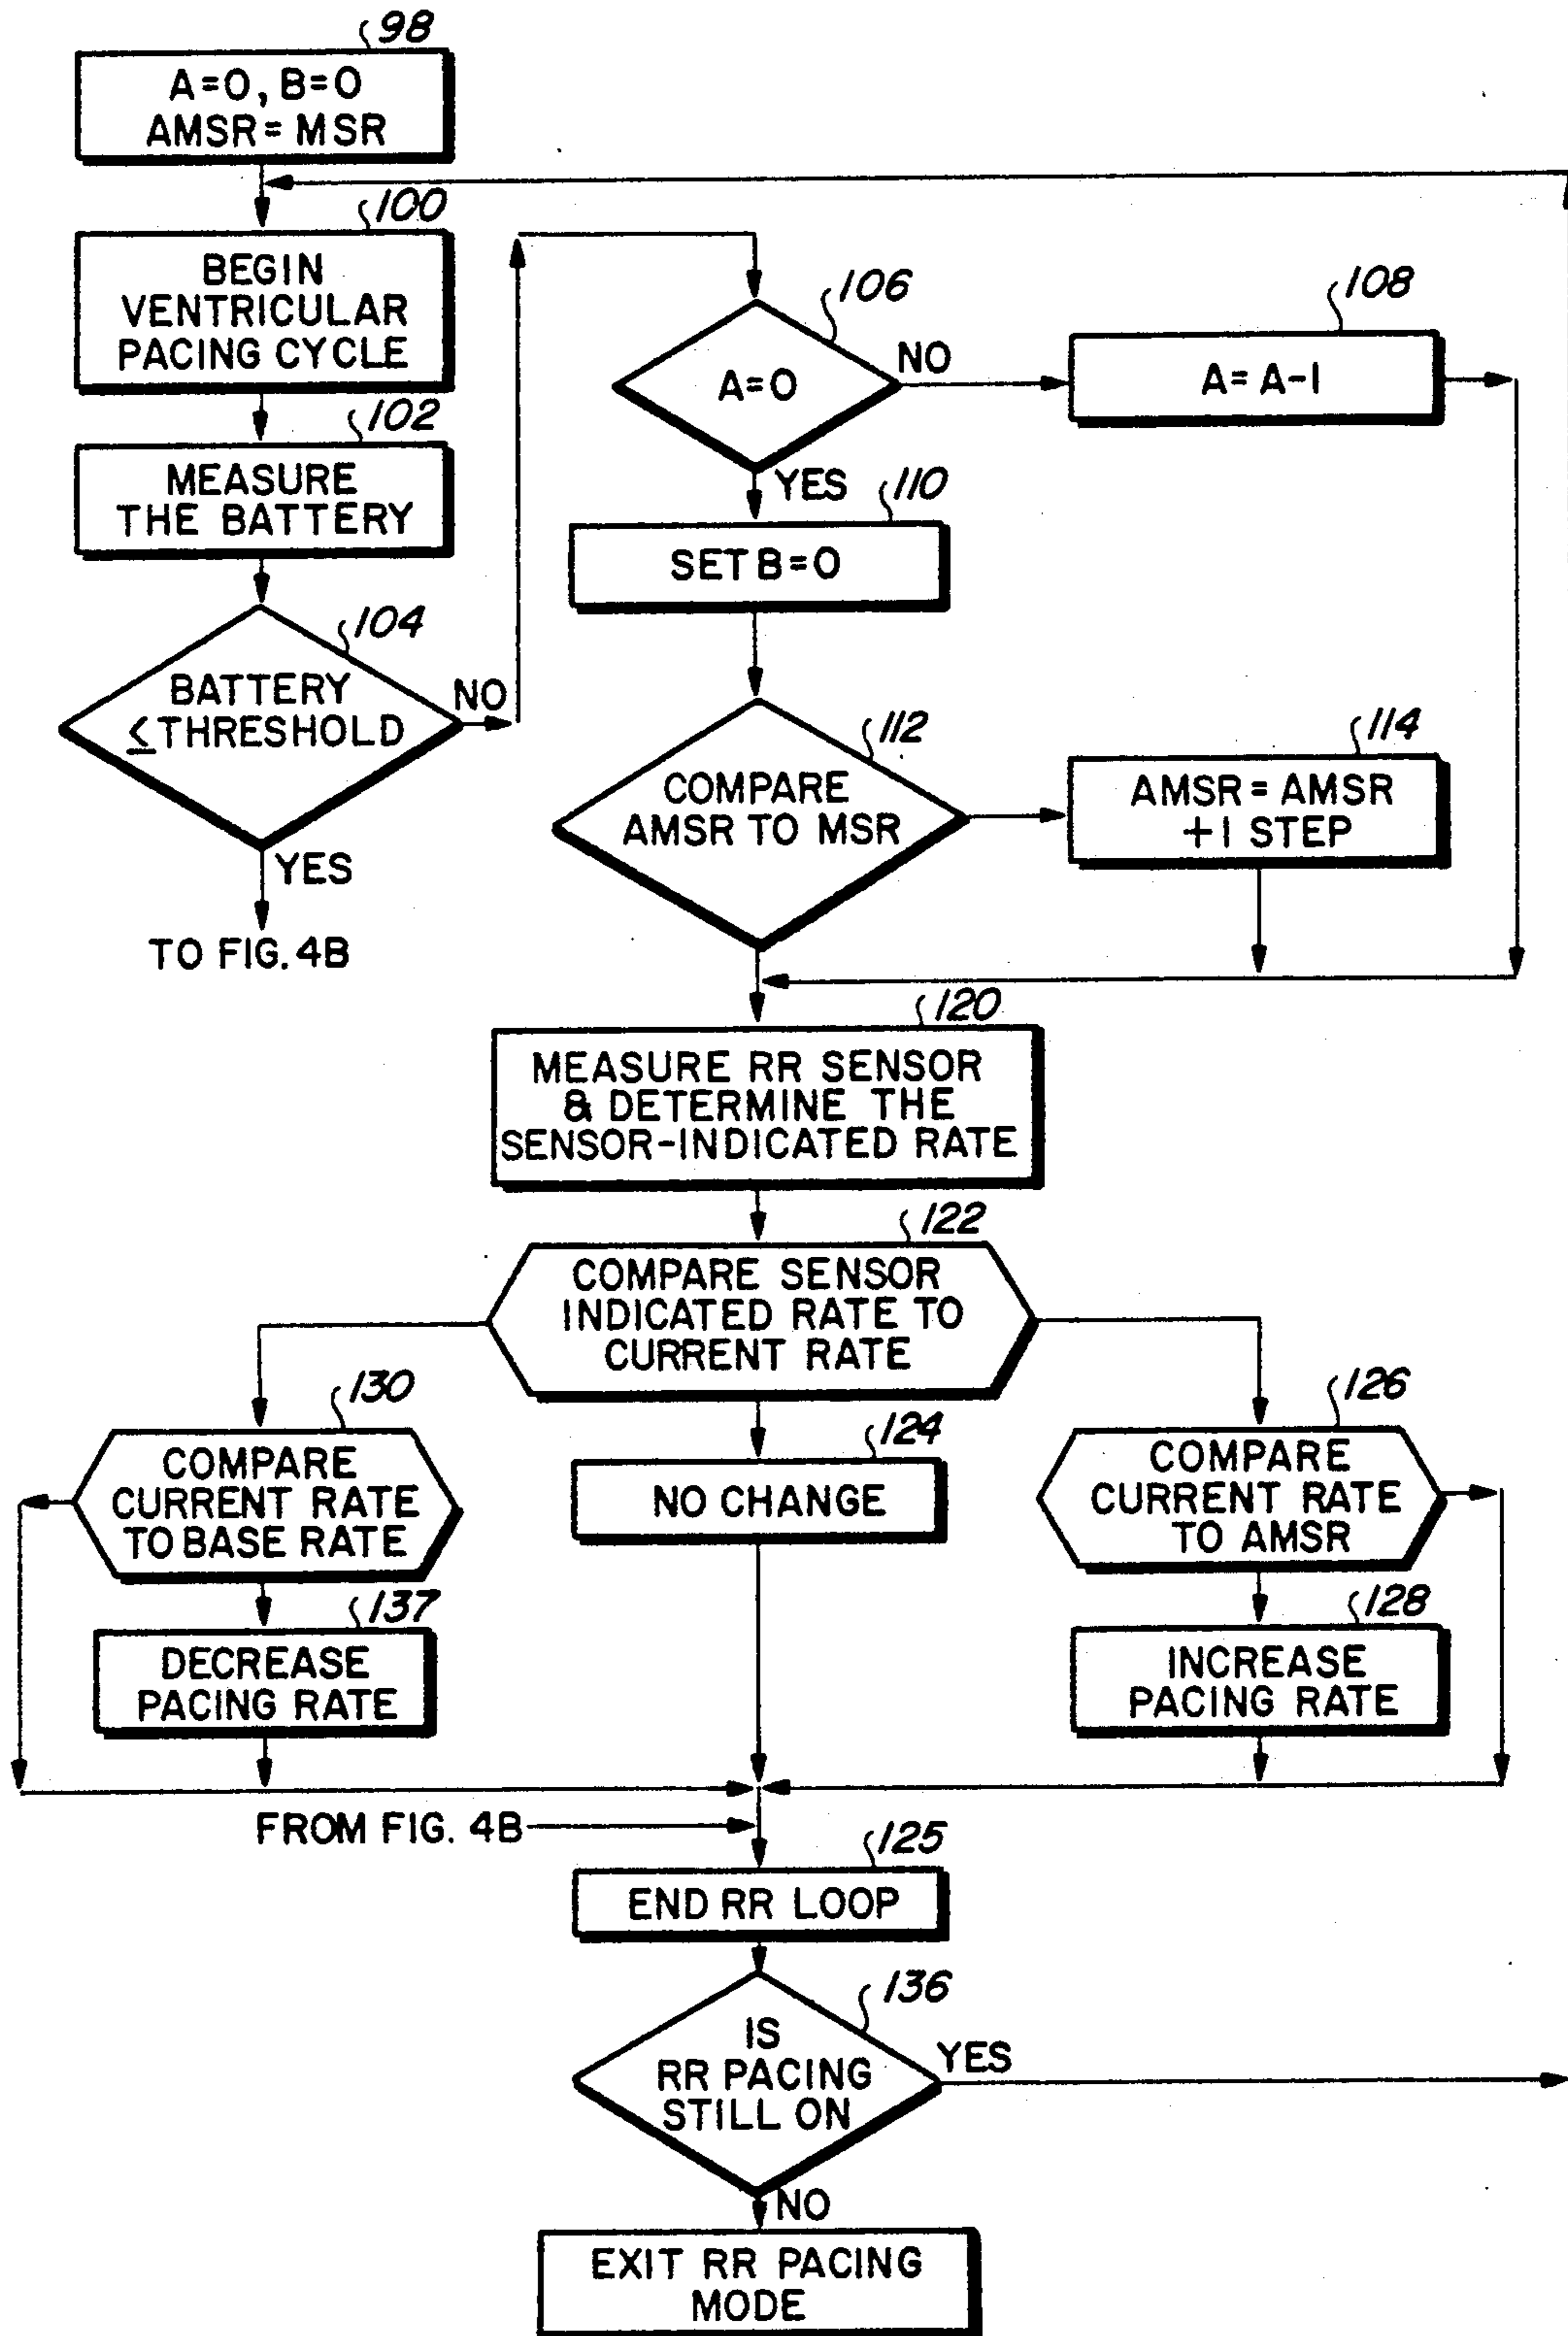 98
A=0, B=0
AMSR= MSR
100
BEGIN
VENTRICULAR
PACING CYCLE
102
MEASURE
THE BATTERY
104
BATTERY
≤THRESHOLD
NO
YES
TO FIG. 4B
106
A=0
NO
YES
108
A= A-1
110
SET B=0
112
COMPARE
AMSR TO MSR
114
AMSR = AMSR
+1 STEP
120
MEASURE RR SENSOR
& DETERMINE THE
SENSOR-INDICATED RATE
122
COMPARE SENSOR
INDICATED RATE TO
CURRENT RATE
130
COMPARE
CURRENT RATE
TO BASE RATE
124
NO CHANGE
126
COMPARE
CURRENT RATE
TO AMSR
137
DECREASE
PACING RATE
128
INCREASE
PACING RATE
FROM FIG. 4B
125
END RR LOOP
136
IS
RR PACING
STILL ON
YES
NO
EXIT RR PACING
MODE